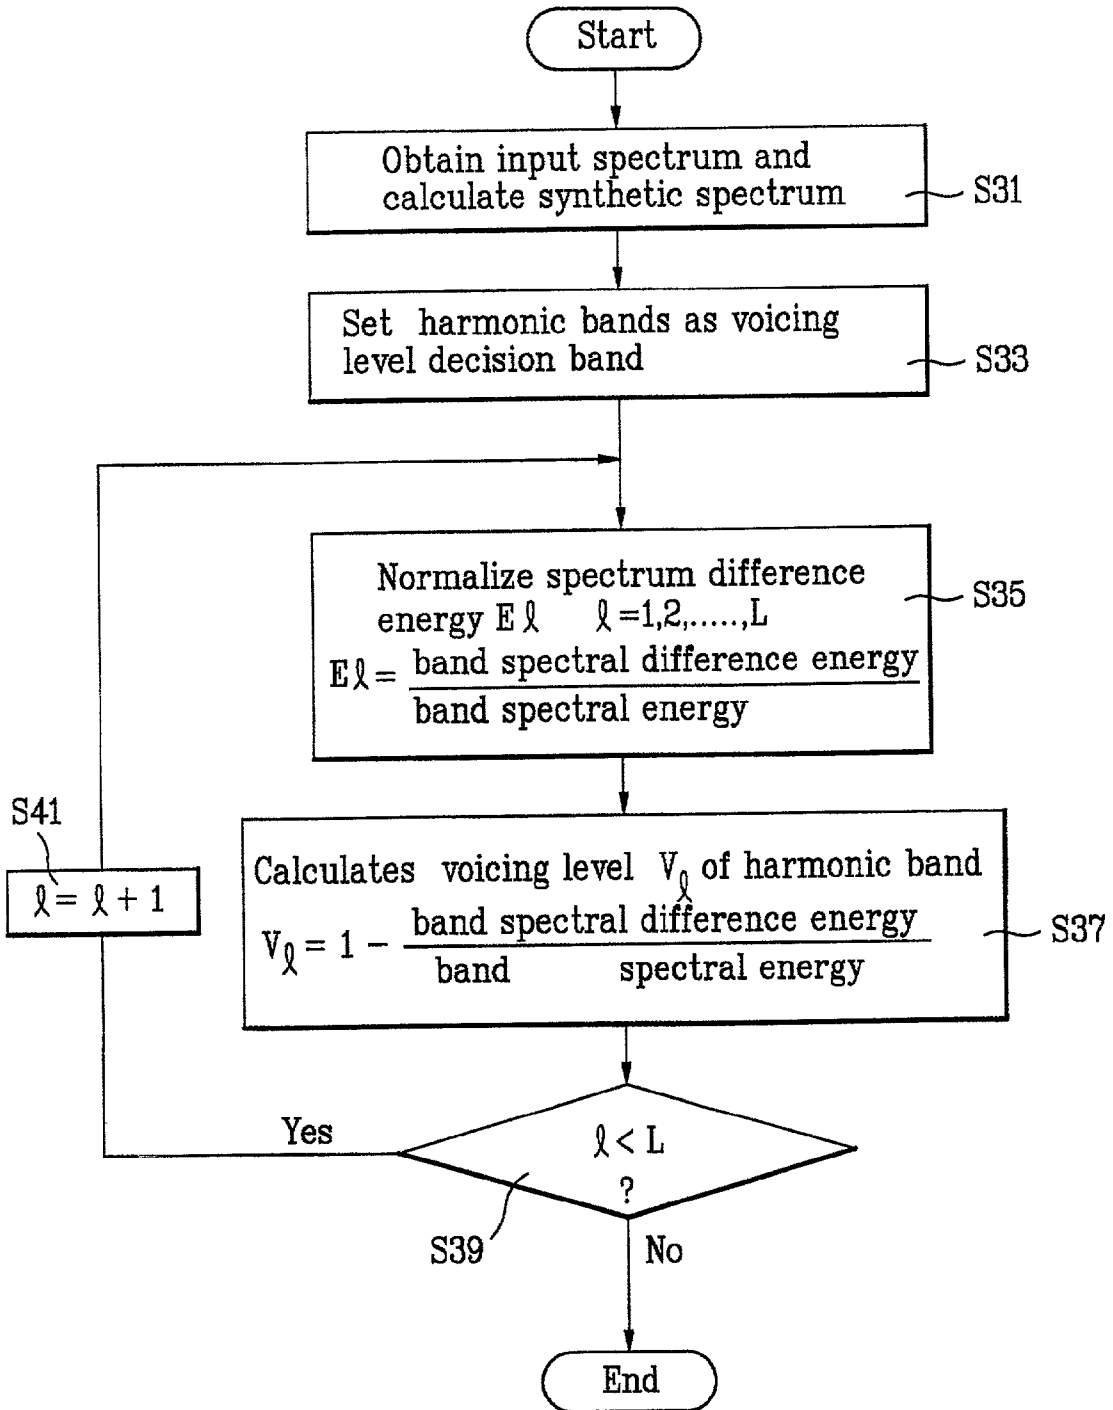 Start
Obtain input spectrum and
calculate synthetic spectrum
S31
Set harmonic bands as voicing
level decision band
S33
Normalize spectrum difference
energy Eℓ ℓ=1,2,.....,L
Eℓ= band spectral difference energy
band spectral energy
S35
Calculates voicing level Vℓ of harmonic band
Vℓ = 1 - band spectral difference energy
band spectral energy
S37
S41
ℓ= ℓ + 1
Yes
ℓ < L
?
S39
No
End